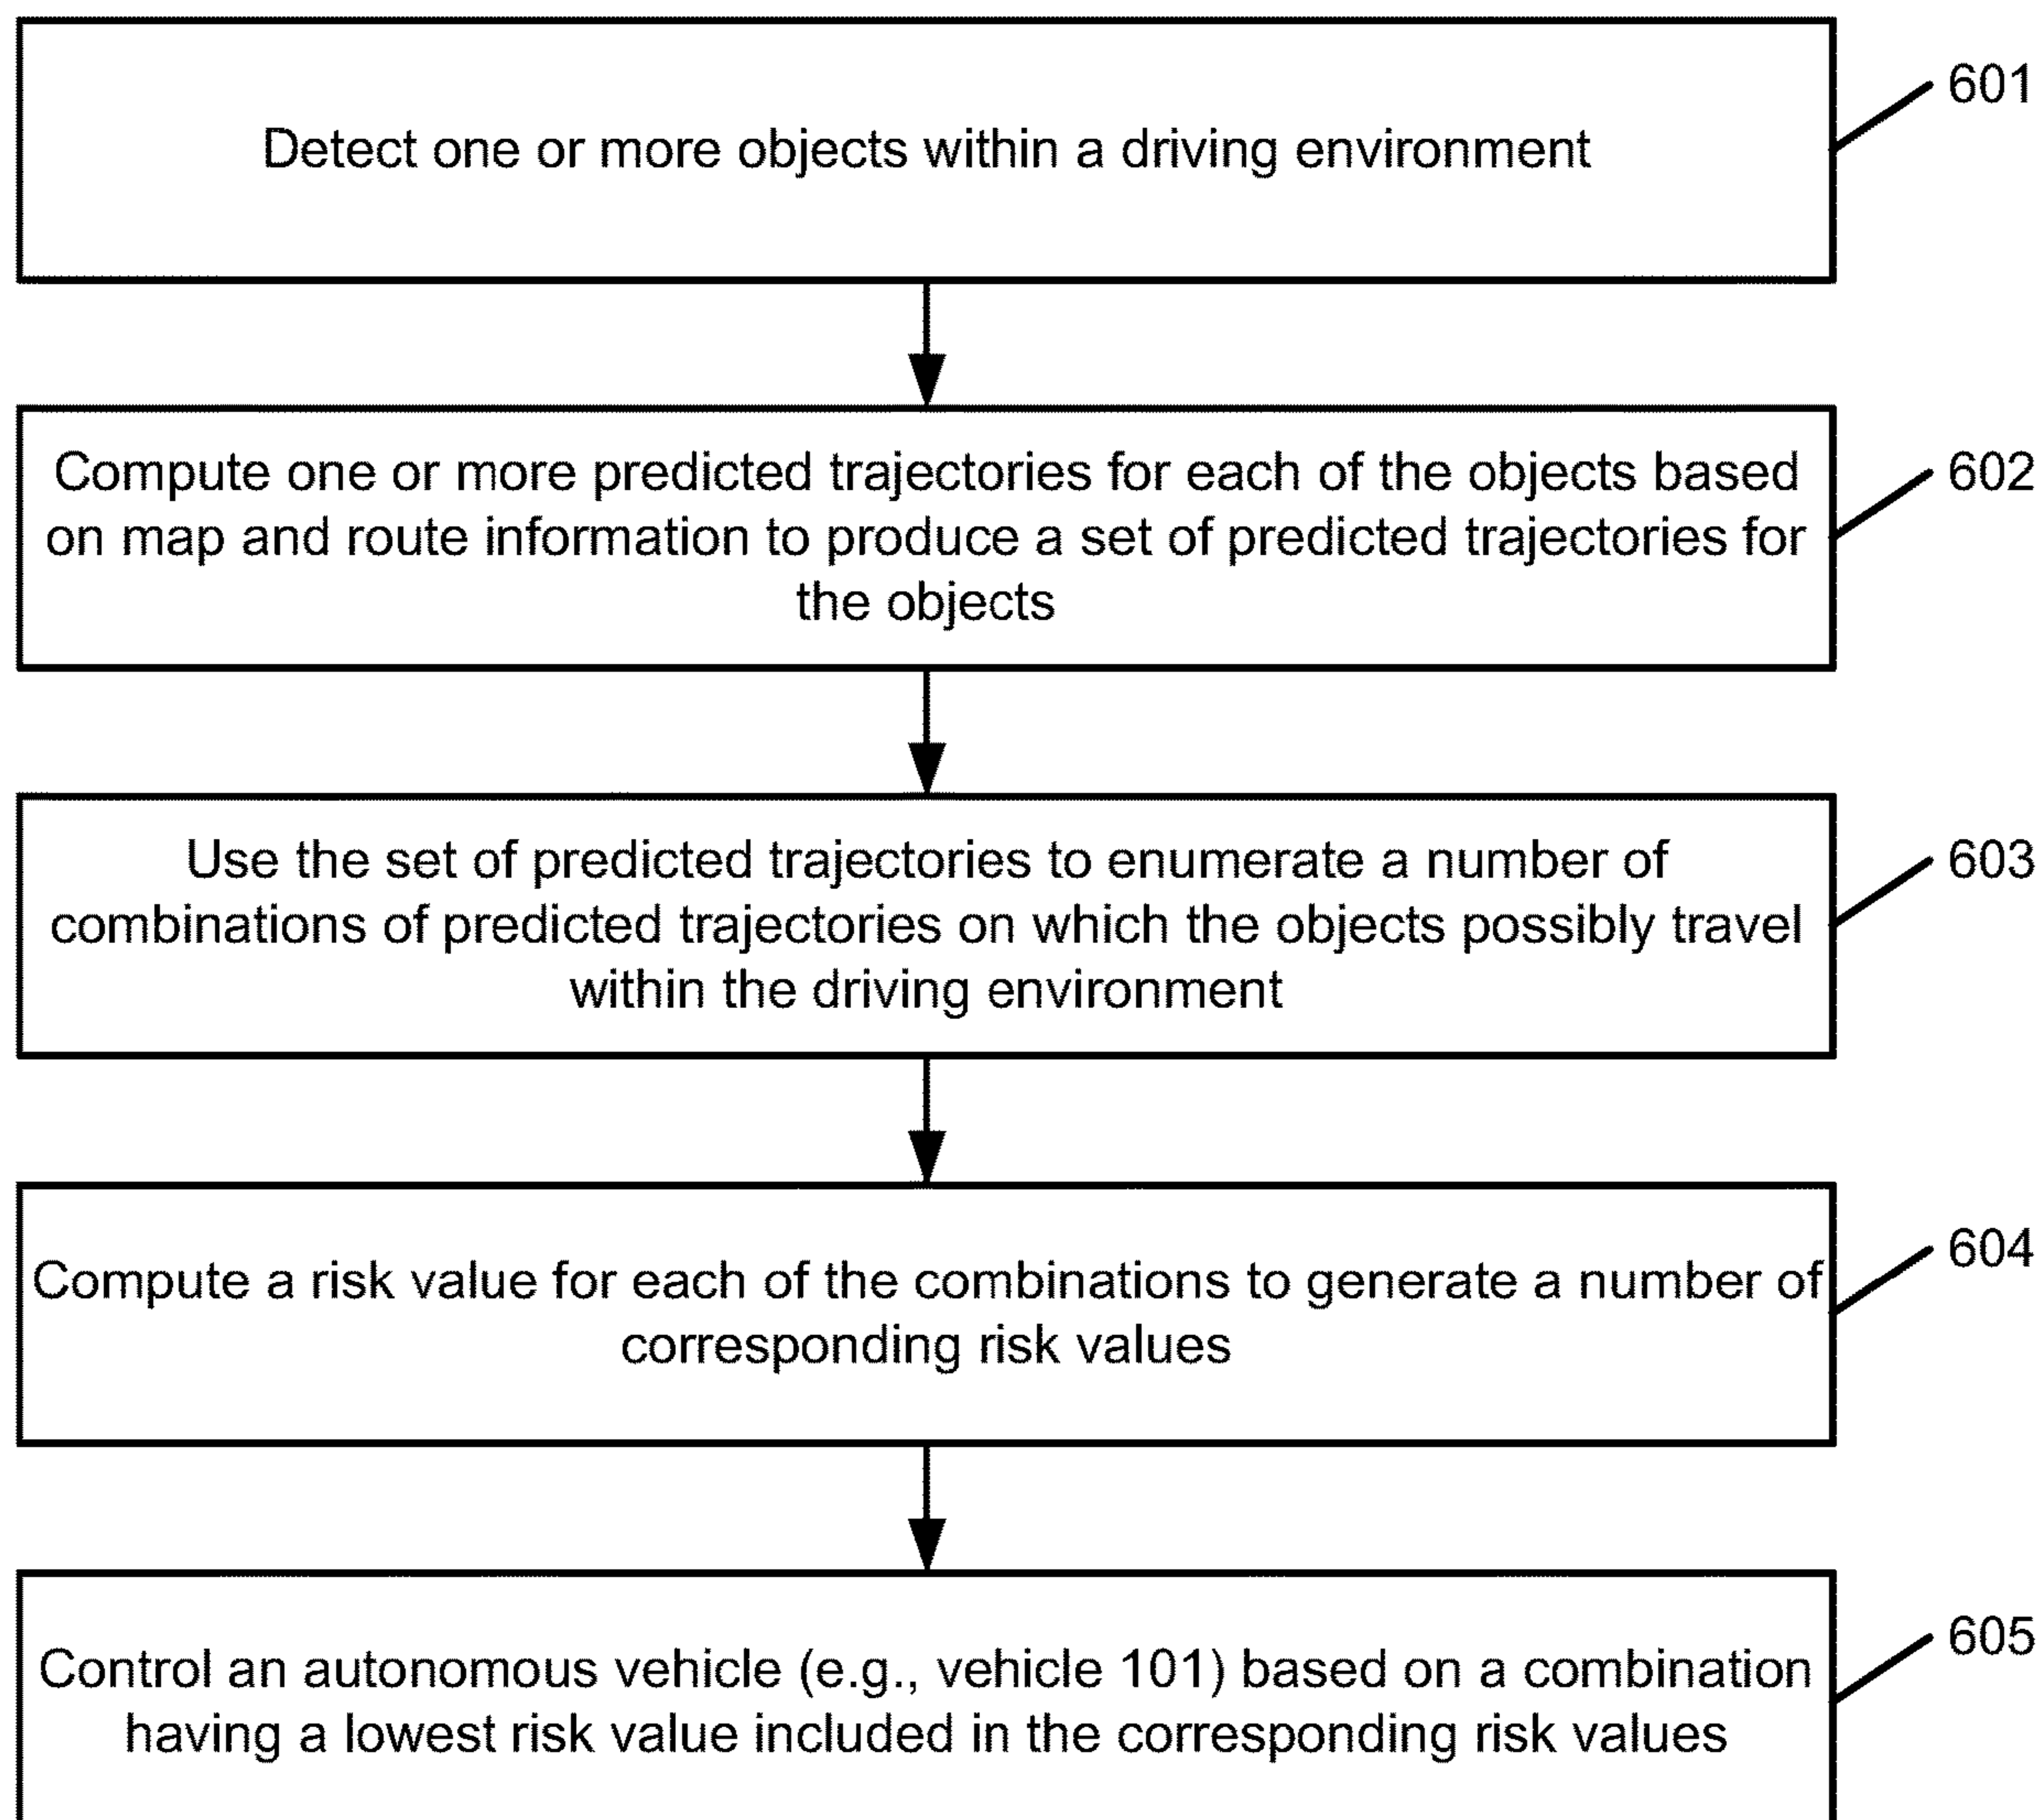 Detect one or more objects within a driving environment
601
Compute one or more predicted trajectories for each of the objects based
on map and route information to produce a set of predicted trajectories for
the objects
602
Use the set of predicted trajectories to enumerate a number of
combinations of predicted trajectories on which the objects possibly travel
within the driving environment
603
Compute a risk value for each of the combinations to generate a number of
corresponding risk values
604
Control an autonomous vehicle (e.g., vehicle 101) based on a combination
having a lowest risk value included in the corresponding risk values
605